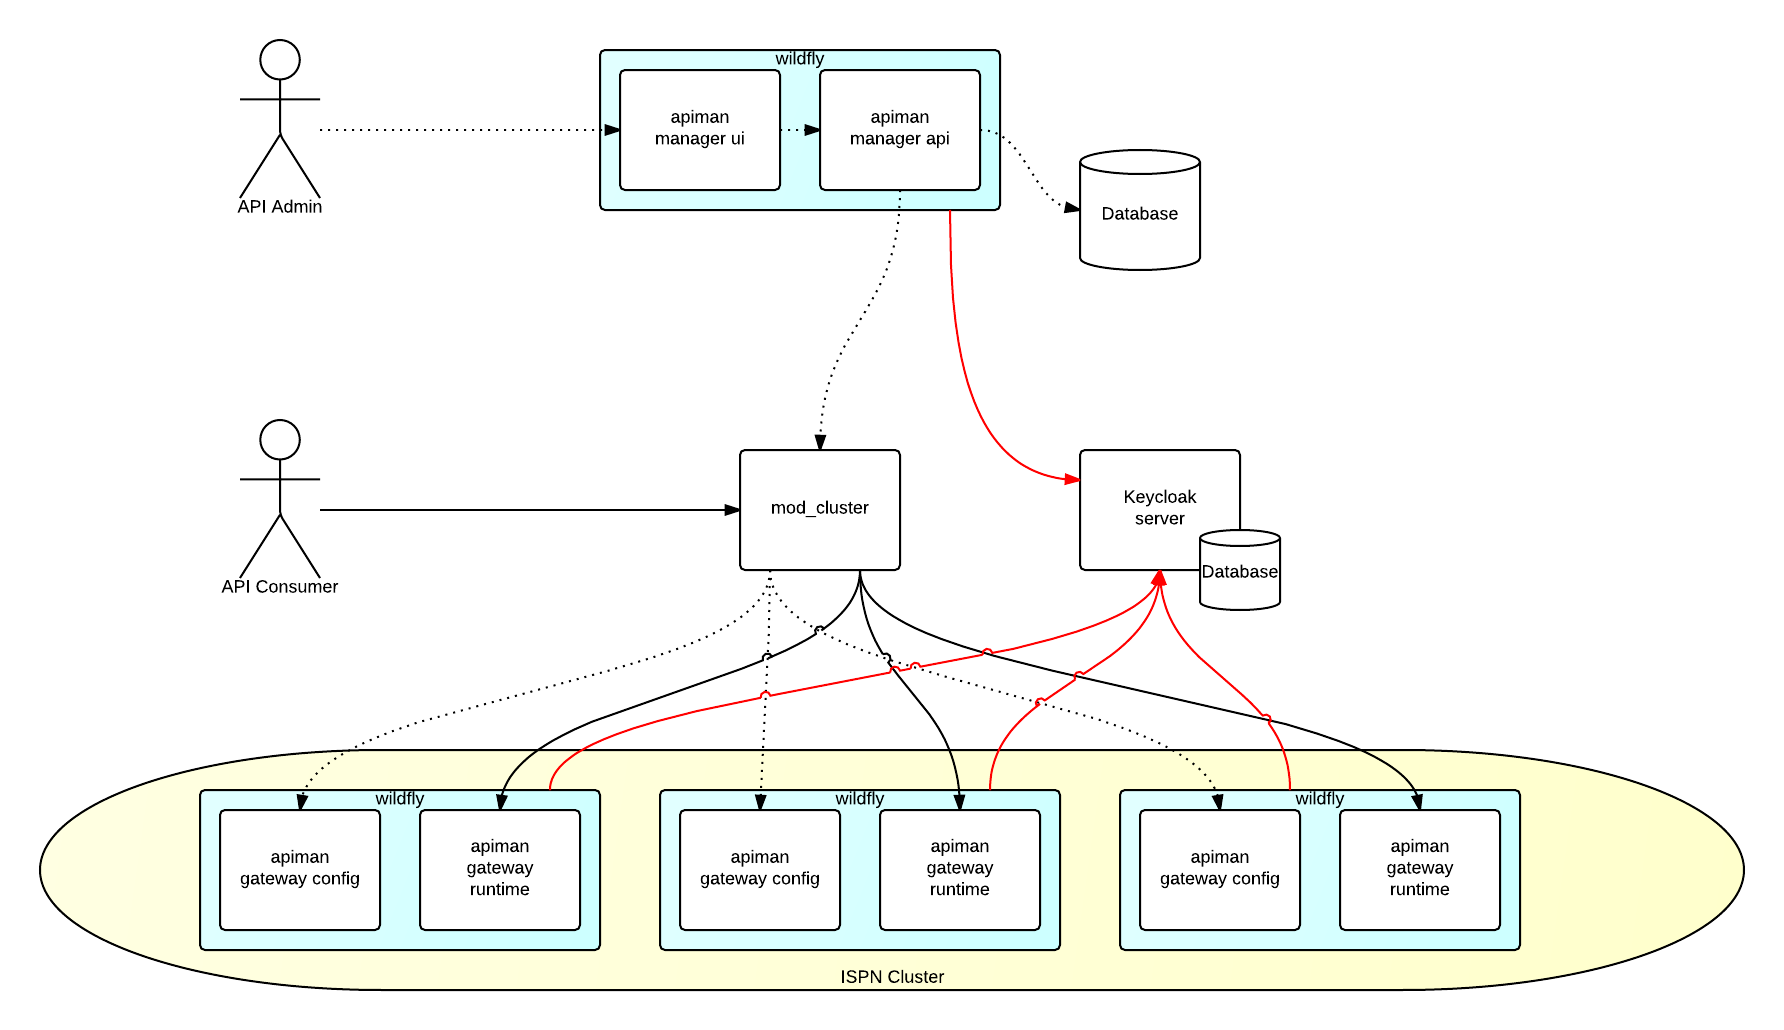 wildfly
apiman
manager ui
apiman
manager api
API Admin
Database
mod_cluster
Keycloak
server
Database
API Consumer
wildfly
apiman
gateway config
apiman
gateway
runtime
wildfly
apiman
gateway config
apiman
gateway
runtime
wildfly
apiman
gateway config
apiman
gateway
runtime
ISPN Cluster